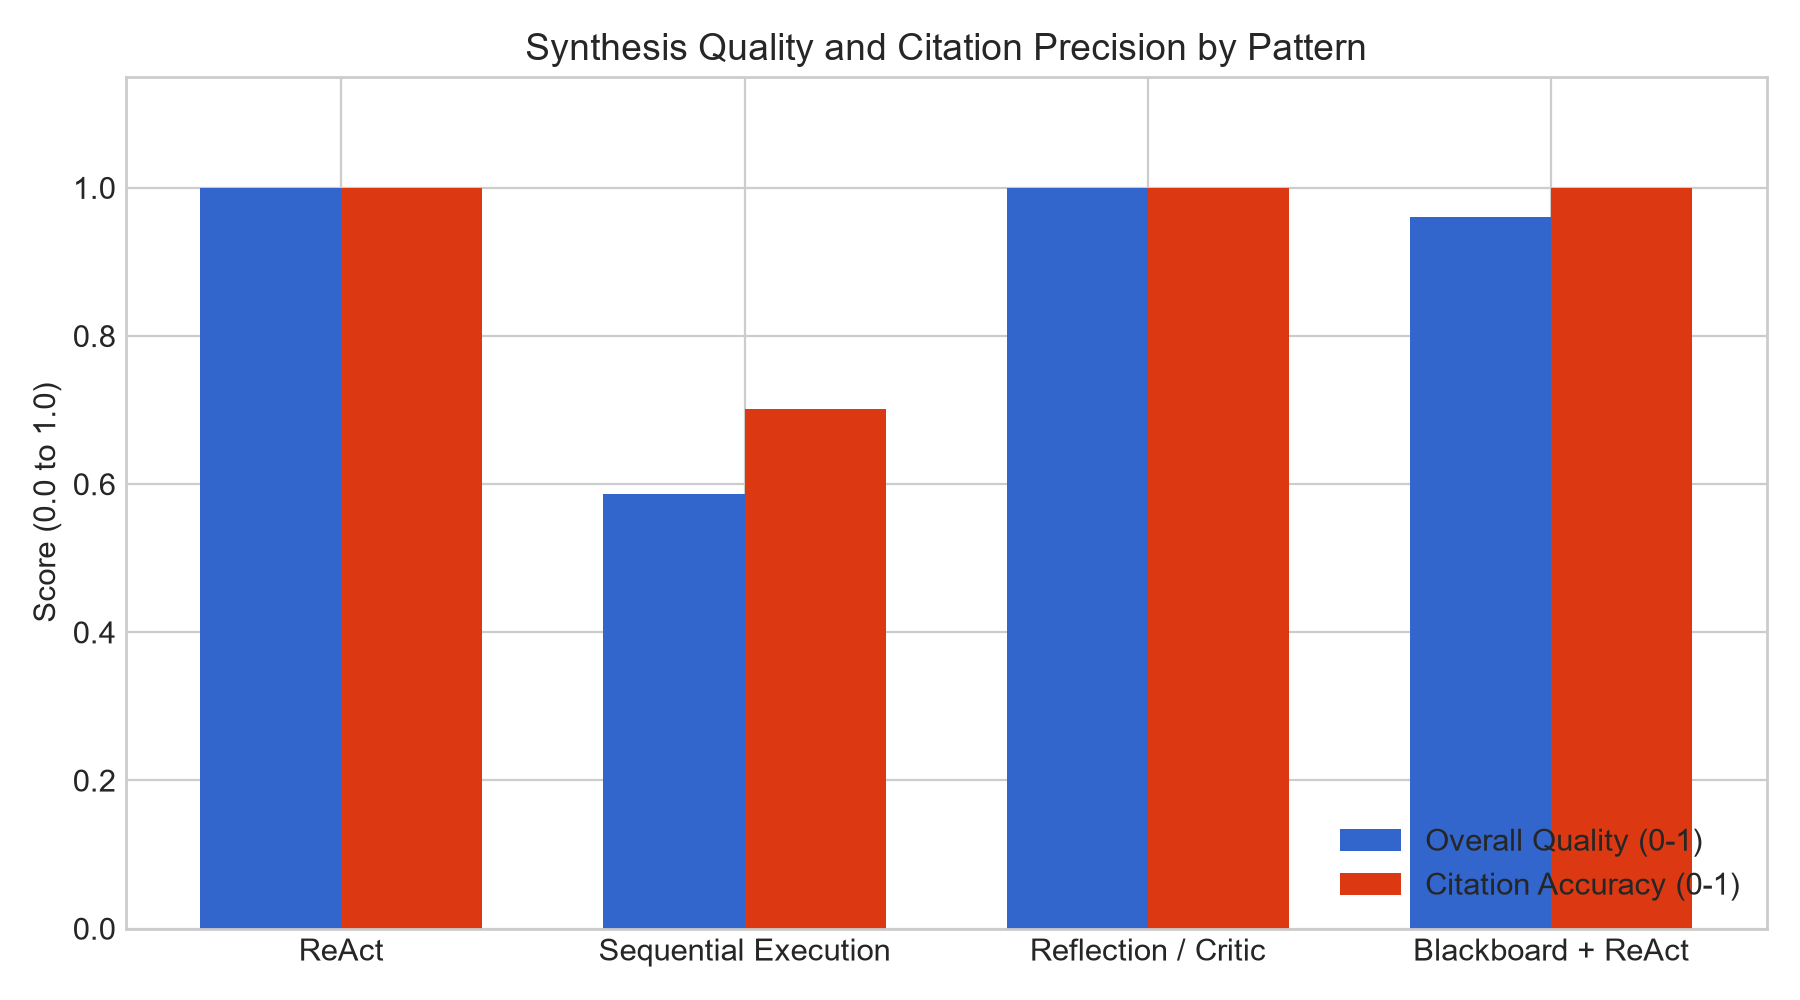 Synthesis Quality and Citation Precision by Pattern
Score (0.0 to 1.0)
1.0
0.8
0.6
0.4
0.2
0.0
ReAct
Sequential Execution
Reflection / Critic
Blackboard + ReAct
Overall Quality (0-1)
Citation Accuracy (0-1)